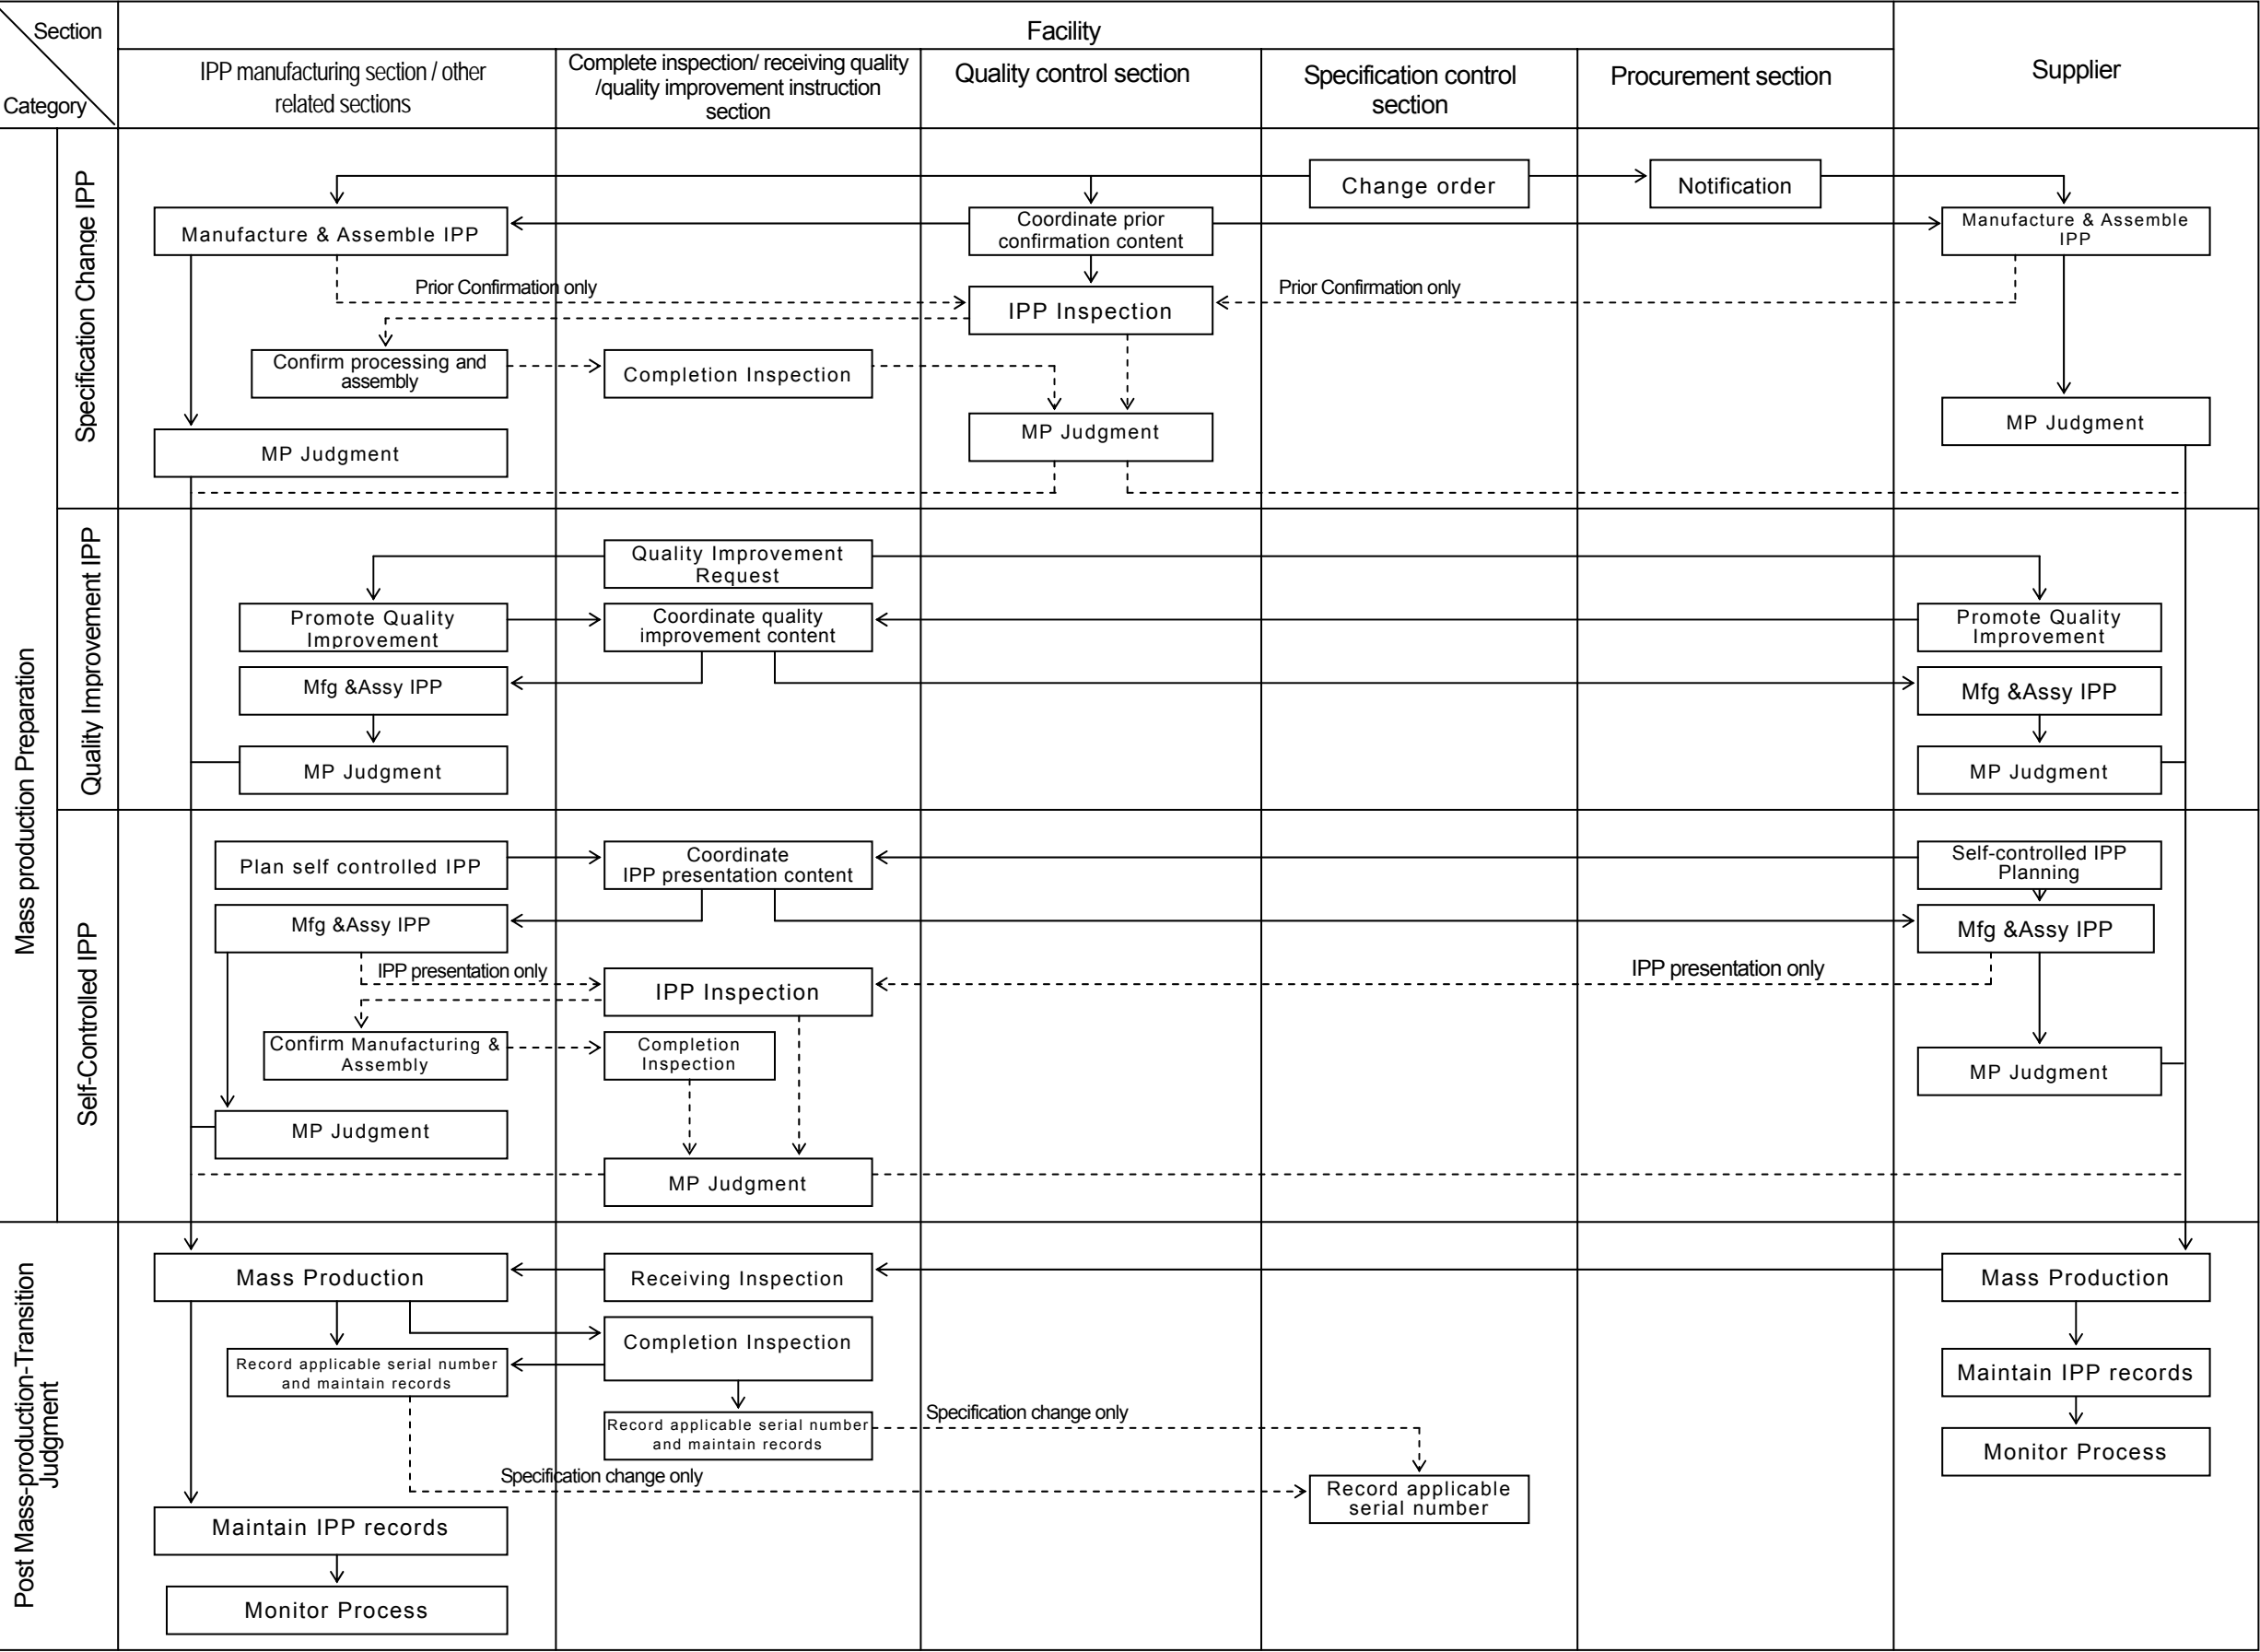 Section
Category
Facility
IPP manufacturing section / other
related sections
Complete inspection/ receiving quality
/quality improvement instruction
section
Quality control section
Specification control
section
Procurement section
Supplier
Mass production Preparation
Specification Change IPP
Change order
Notification
Manufacture & Assemble IPP
Coordinate prior
confirmation content
Manufacture & Assemble
IPP
Prior Confirmation only
Prior Confirmation only
IPP Inspection
Confirm processing and
assembly
Completion Inspection
MP Judgment
MP Judgment
MP Judgment
Quality Improvement IPP
Quality Improvement
Request
Promote Quality
Improvement
Coordinate quality
improvement content
Promote Quality
Improvement
Mfg &Assy IPP
Mfg &Assy IPP
MP Judgment
MP Judgment
Self-Controlled IPP
Plan self controlled IPP
Coordinate
IPP presentation content
Self-controlled IPP
Planning
Mfg &Assy IPP
Mfg &Assy IPP
IPP presentation only
IPP presentation only
IPP Inspection
Confirm Manufacturing &
Assembly
Completion
Inspection
MP Judgment
MP Judgment
MP Judgment
Post Mass-production-Transition
Judgment
Mass Production
Receiving Inspection
Mass Production
Completion Inspection
Record applicable serial number
and maintain records
Maintain IPP records
Record applicable serial number
and maintain records
Specification change only
Monitor Process
Specification change only
Record applicable
serial number
Maintain IPP records
Monitor Process